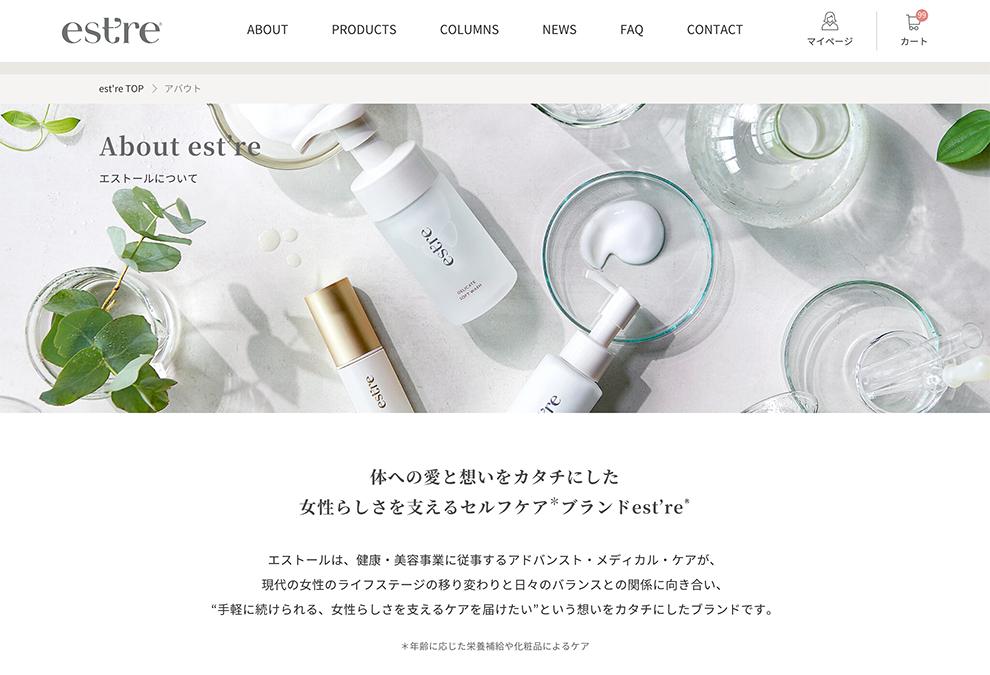 est're®
ABOUT
PRODUCTS
COLUMNS
NEWS
FAQ
CONTACT
マイページ
99
カート
est're TOP > アバウト
About est're
エストールについて
est're
DELICATE
SOFT WASH
est're
est're
体への愛と想いをカタチにした
女性らしさを支えるセルフケア＊ブランドest’re®
エストールは、健康・美容事業に従事するアドバンスト・メディカル・ケアが、
現代の女性のライフステージの移り変わりと日々のバランスとの関係に向き合い、
“手軽に続けられる、女性らしさを支えるケアを届けたい”という想いをカタチにしたブランドです。
＊年齢に応じた栄養補給や化粧品によるケア